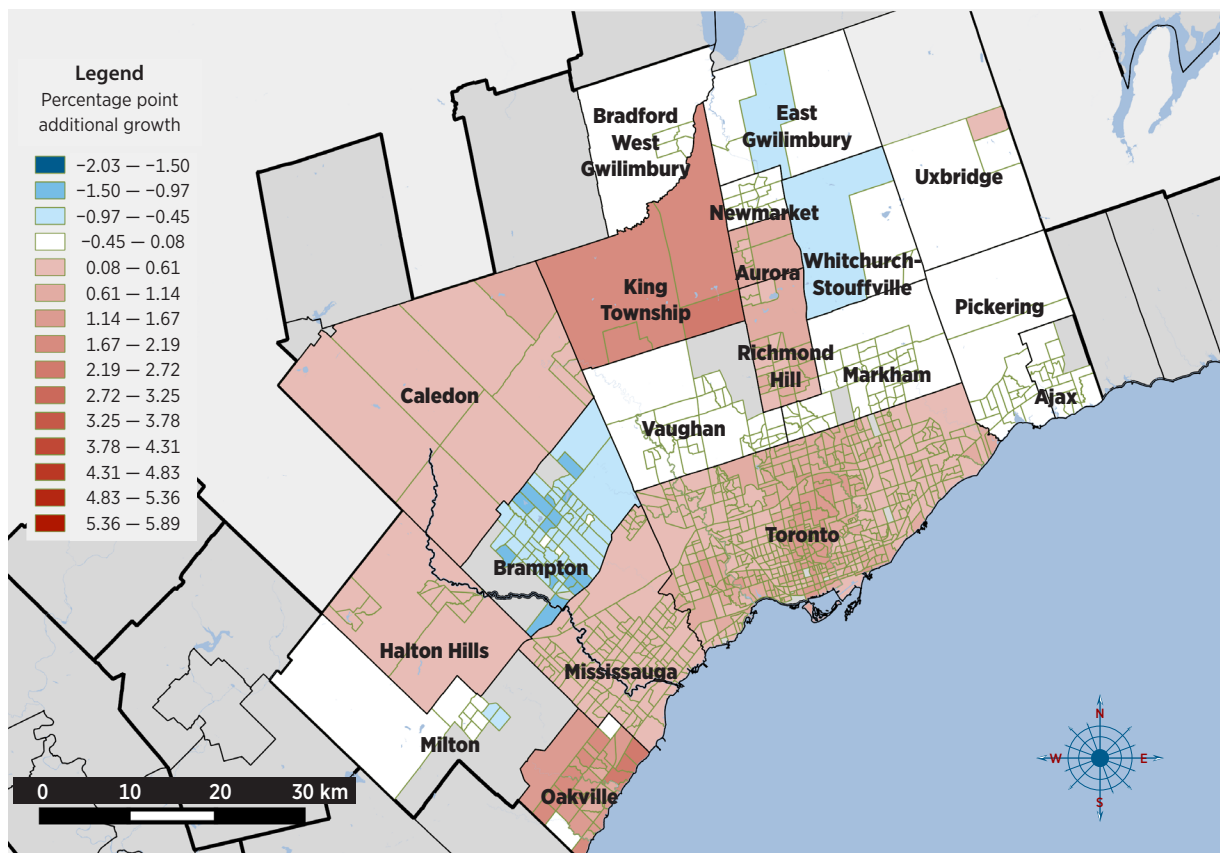 Legend
Percentage point
additional growth
−2.03 — −1.50
−1.50 — −0.97
−0.97 — −0.45
−0.45 — 0.08
0.08 — 0.61
0.61 — 1.14
1.14 — 1.67
1.67 — 2.19
2.19 — 2.72
2.72 — 3.25
3.25 — 3.78
3.78 — 4.31
4.31 — 4.83
4.83 — 5.36
5.36 — 5.89
Bradford
West
Gwilimbury
East
Gwilimbury
Uxbridge
Newmarket
King
Township
Aurora
Whitchurch-
Stouffville
Pickering
Richmond
Hill
Markham
Ajax
Caledon
Vaughan
Toronto
Brampton
Halton Hills
Mississauga
Milton
Oakville
N
W
E
S
0 10 20 30 km